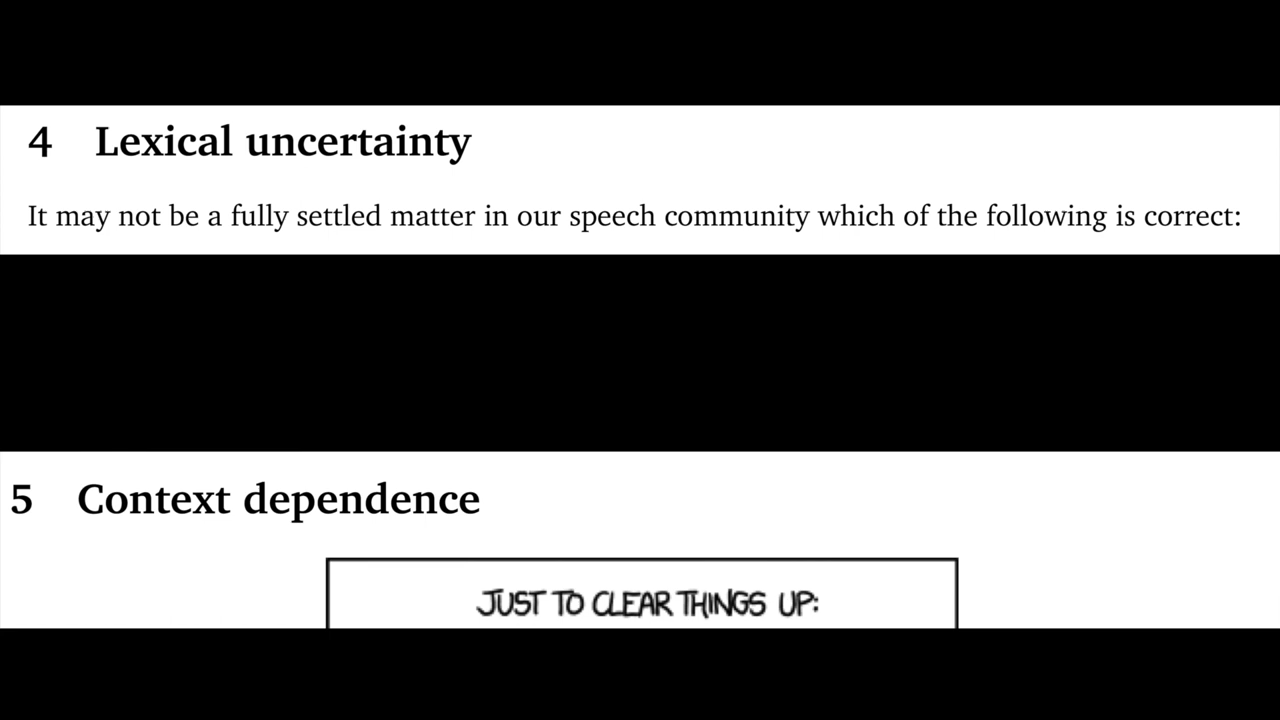 4 Lexical uncertainty
It may not be a fully settled matter in our speech community which of the following is correct:
5 Context dependence
JUST TO CLEAR THINGS UP: